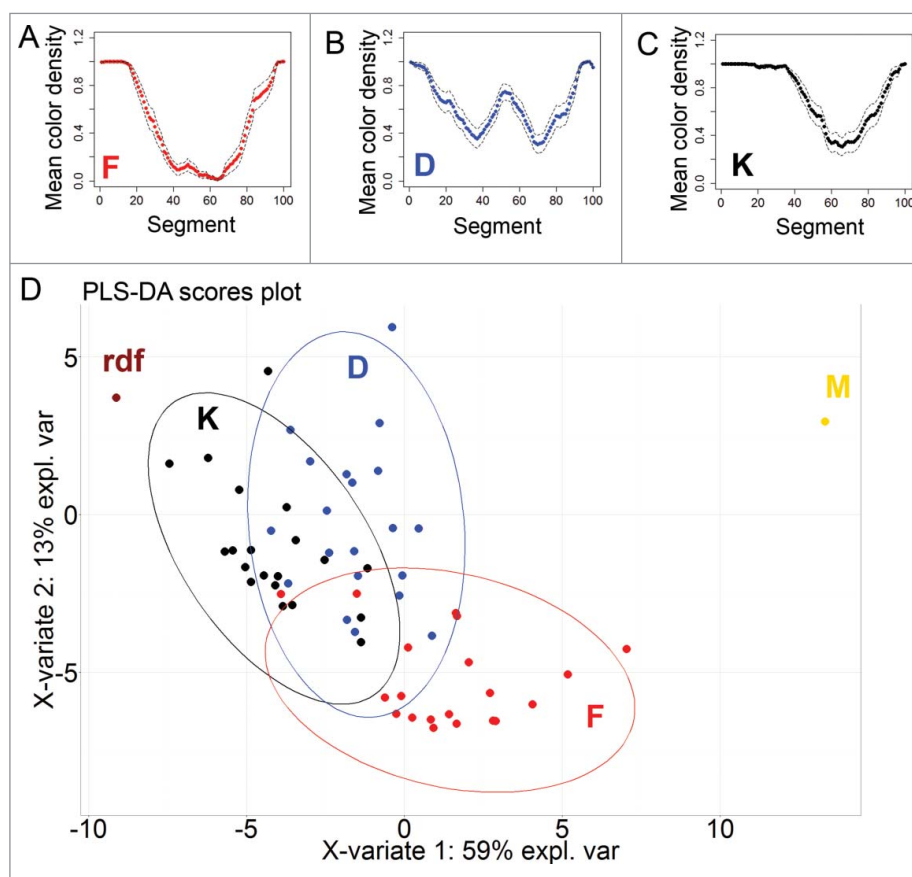 A
Mean color density
1.2
0.8
0.4
0.0
F
0 20 40 60 80 100
Segment
B
Mean color density
1.2
0.8
0.4
0.0
D
0 20 40 60 80 100
Segment
C
Mean color density
1.2
0.8
0.4
0.0
K
0 20 40 60 80 100
Segment
D PLS-DA scores plot
rdf
D
M
K
F
X-variate 2: 13% expl. var
5
0
-5
-10 -5 0 5 10
X-variate 1: 59% expl. var